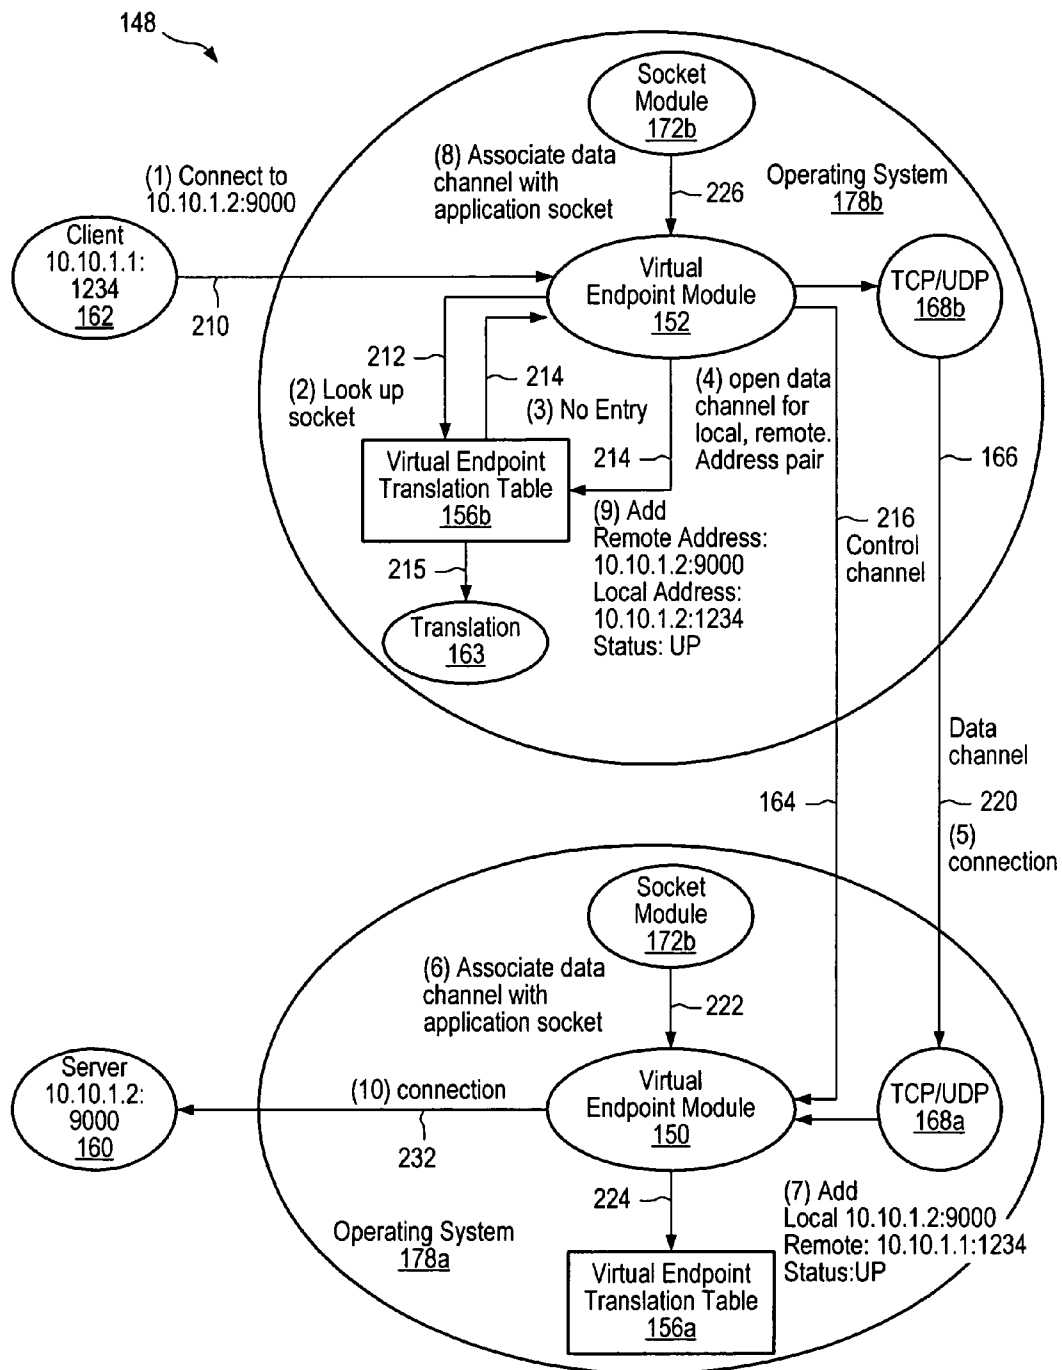 148
Socket
Module
172b
(1) Connect to
10.10.1.2:9000
(8) Associate data
channel with
application socket
226
Operating System
178b
Client
10.10.1.1:
1234
162
210
Virtual
Endpoint Module
152
TCP/UDP
168b
212
214
(2) Look up
socket
(3) No Entry
(4) open data
channel for
local, remote.
Address pair
214
166
Virtual Endpoint
Translation Table
156b
(9) Add
Remote Address:
10.10.1.2:9000
Local Address:
10.10.1.2:1234
Status: UP
216
Control
channel
215
Translation
163
Data
channel
164
220
(5)
connection
Socket
Module
172b
(6) Associate data
channel with
application socket
222
Server
10.10.1.2:
9000
160
(10) connection
232
Virtual
Endpoint Module
150
TCP/UDP
168a
224
(7) Add
Local 10.10.1.2:9000
Remote: 10.10.1.1:1234
Status:UP
Operating System
178a
Virtual Endpoint
Translation Table
156a